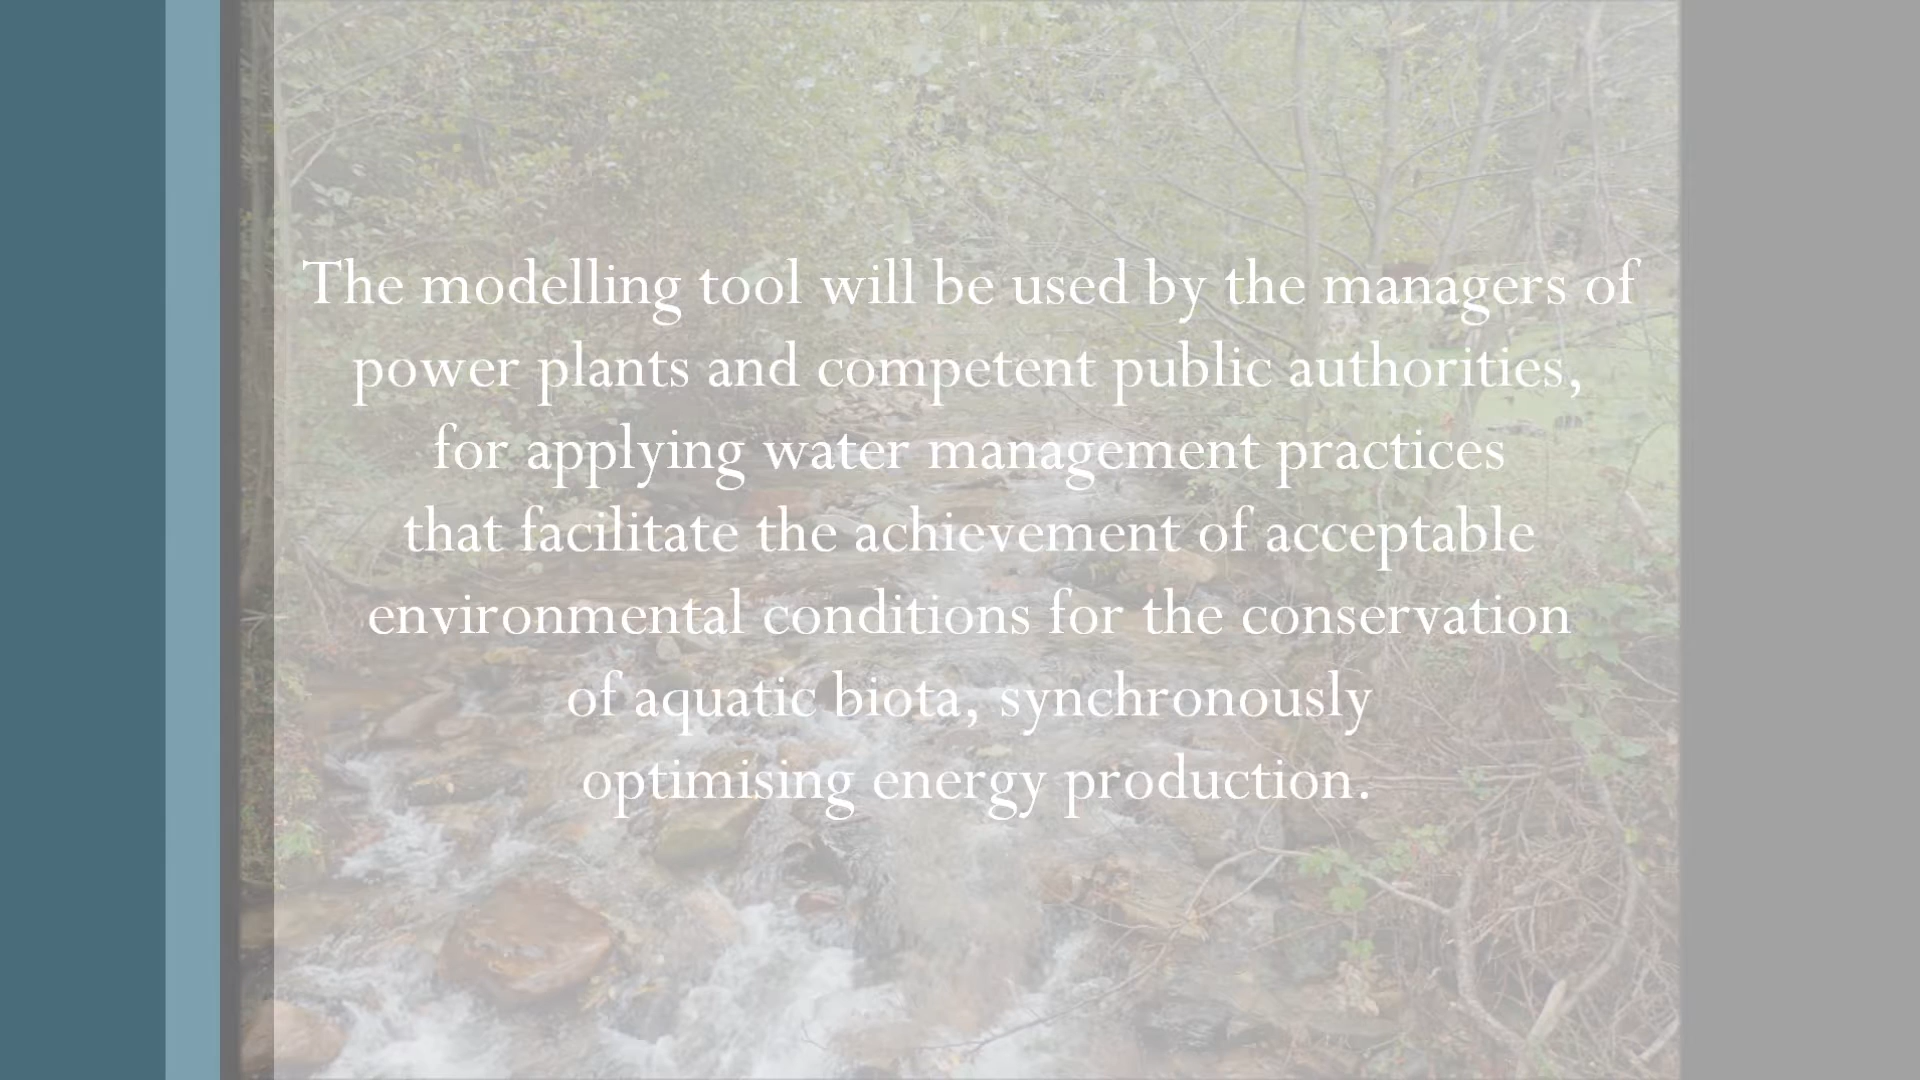 The modelling tool will be used by the managers of
power plants and competent public authorities,
for applying water management practices
that facilitate the achievement of acceptable
environmental conditions for the conservation
of aquatic biota, synchronously
optimising energy production.